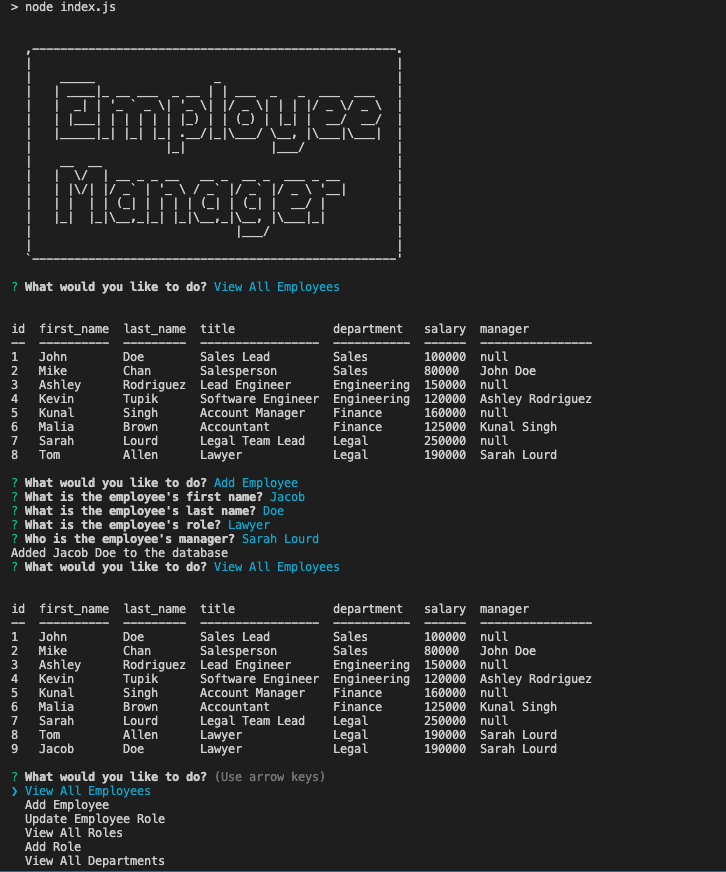 > node index.js
Employee
Manager
? What would you like to do? View All Employees
id first_name last_name title department salary manager
1 John Doe Sales Lead Sales 100000 null
2 Mike Chan Salesperson Sales 80000 John Doe
3 Ashley Rodriguez Lead Engineer Engineering 150000 null
4 Kevin Tupik Software Engineer Engineering 120000 Ashley Rodriguez
5 Kunal Singh Account Manager Finance 160000 null
6 Malia Brown Accountant Finance 125000 Kunal Singh
7 Sarah Lourd Legal Team Lead Legal 250000 null
8 Tom Allen Lawyer Legal 190000 Sarah Lourd
? What would you like to do? Add Employee
? What is the employee's first name? Jacob
? What is the employee's last name? Doe
? What is the employee's role? Lawyer
? Who is the employee's manager? Sarah Lourd
Added Jacob Doe to the database
? What would you like to do? View All Employees
id first_name last_name title department salary manager
1 John Doe Sales Lead Sales 100000 null
2 Mike Chan Salesperson Sales 80000 John Doe
3 Ashley Rodriguez Lead Engineer Engineering 150000 null
4 Kevin Tupik Software Engineer Engineering 120000 Ashley Rodriguez
5 Kunal Singh Account Manager Finance 160000 null
6 Malia Brown Accountant Finance 125000 Kunal Singh
7 Sarah Lourd Legal Team Lead Legal 250000 null
8 Tom Allen Lawyer Legal 190000 Sarah Lourd
9 Jacob Doe Lawyer Legal 190000 Sarah Lourd
? What would you like to do? (Use arrow keys)
❯ View All Employees
Add Employee
Update Employee Role
View All Roles
Add Role
View All Departments